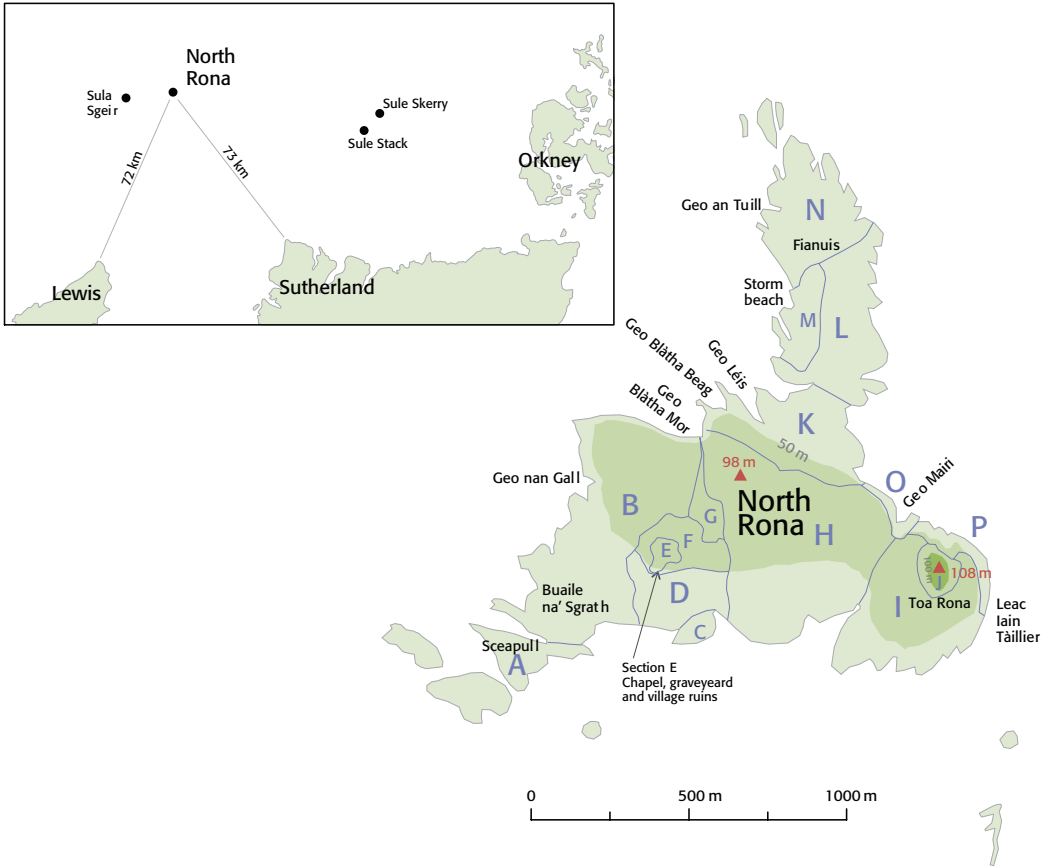 North
Rona
Sula
Sgeir
Sule Skerry
Sule Stack
72 km
73 km
Orkney
Lewis
Sutherland
Geo an Tuill
N
Fianuis
Storm
beach
M
L
Geo Blàtha Beag
Geo Léis
Geo
Blàtha Mor
K
50 m
98 m
Geo nan Gall
O
Geo Mairi
B
North
Rona
G
H
P
F
E
100 m
108 m
J
D
I
Toa Rona
Buaile
na' Sgrath
Leac
Iain
Tàillier
C
Sceapull
A
Section E
Chapel, graveyeard
and village ruins
0
500 m
1000 m